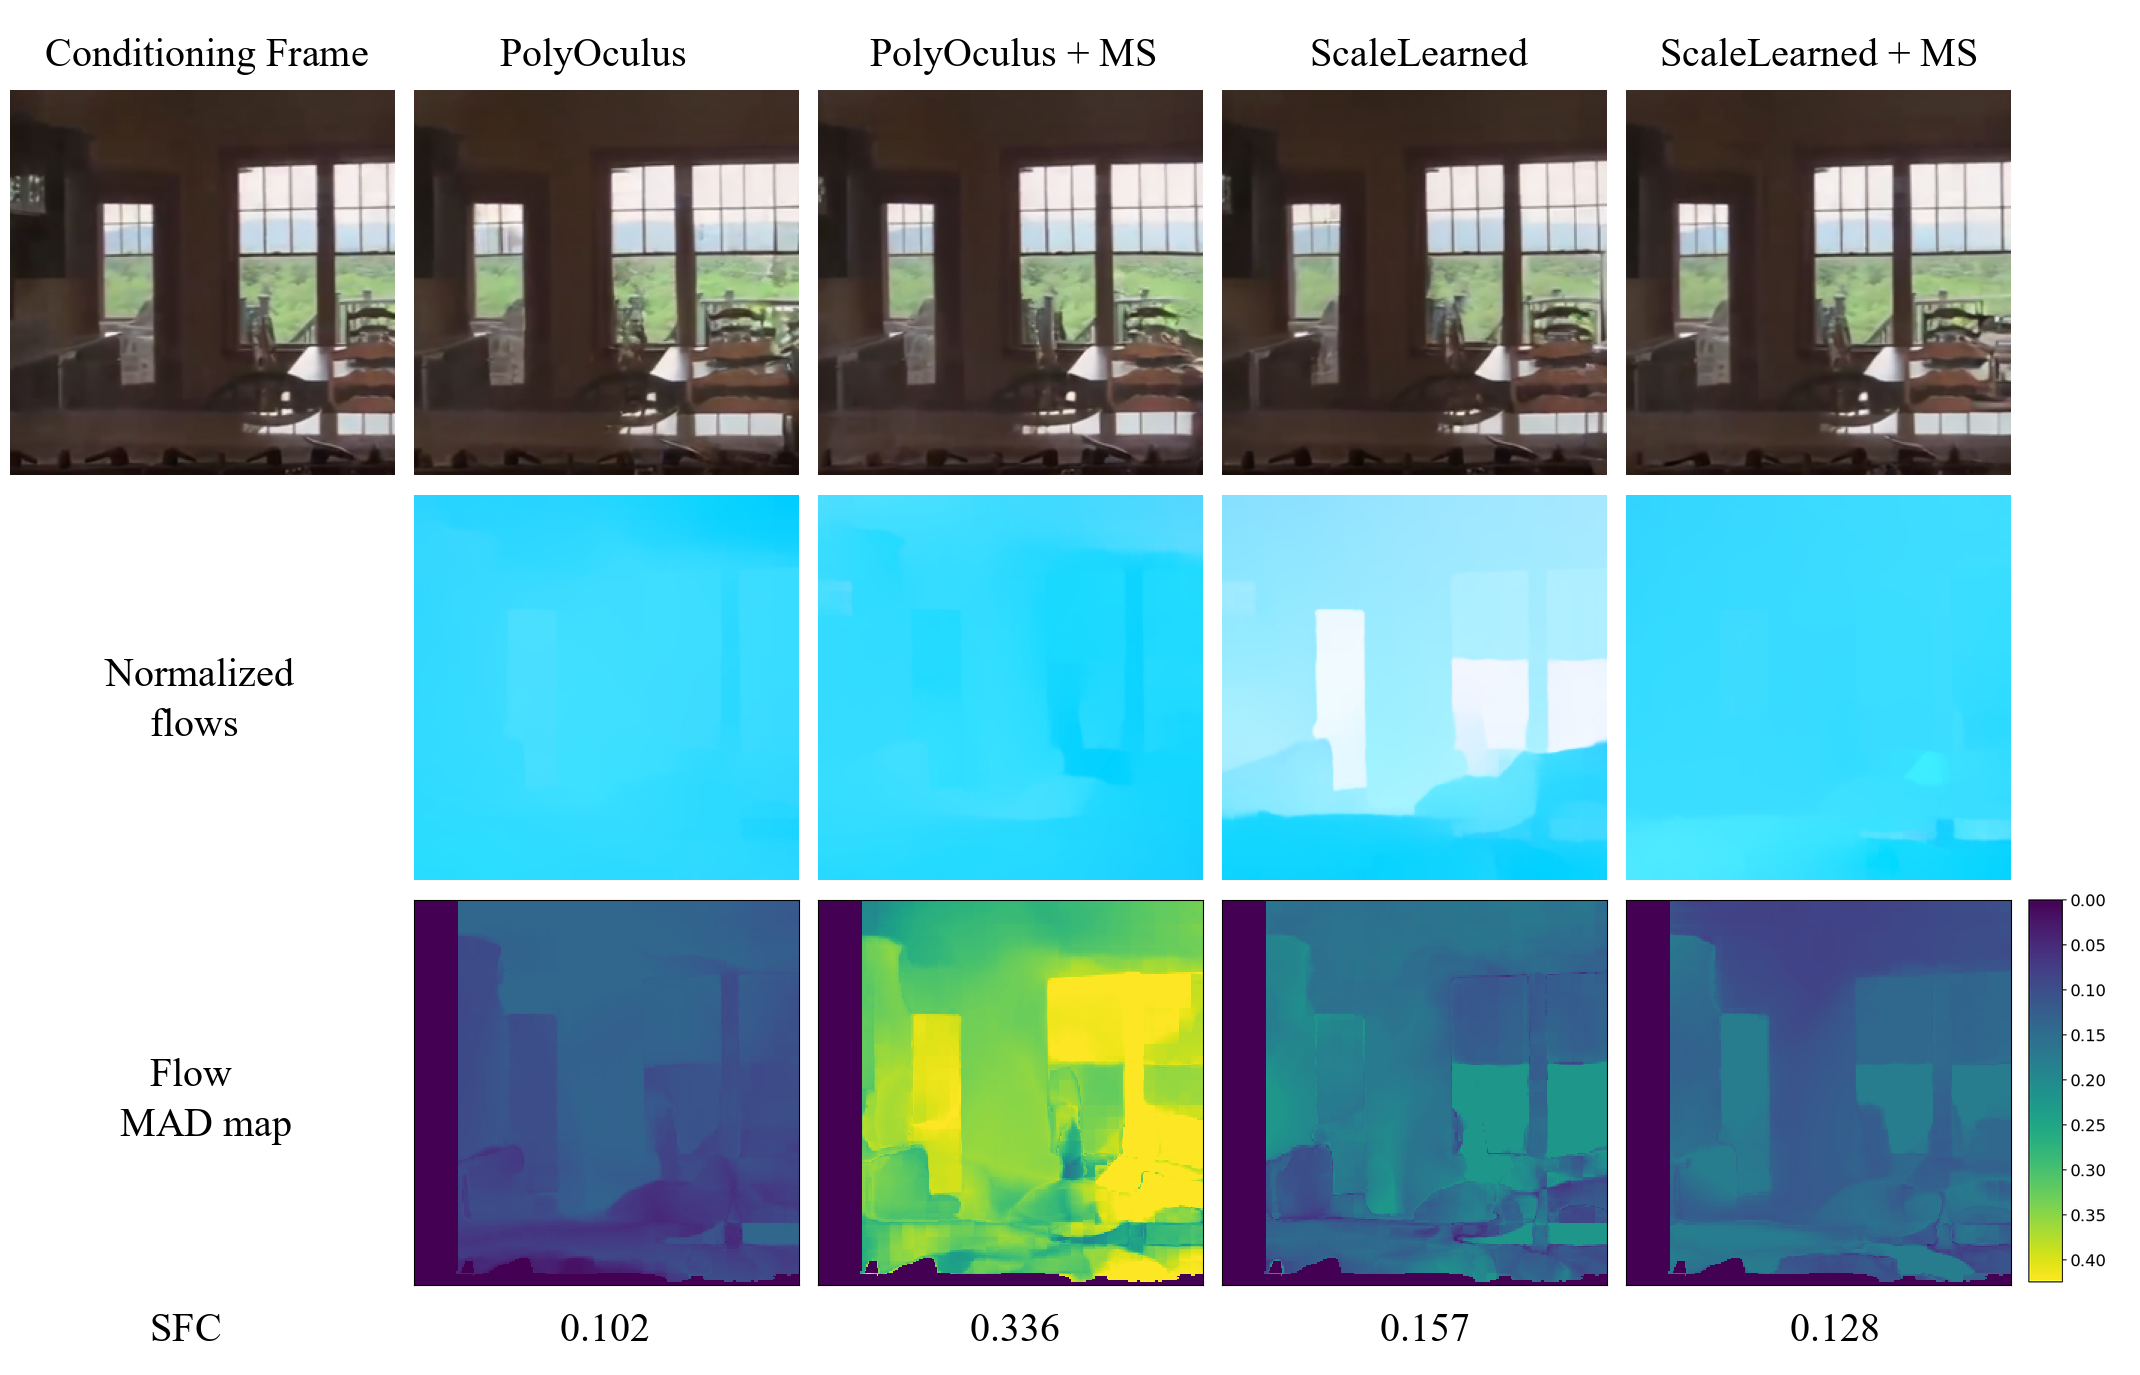 Conditioning Frame
PolyOculus
PolyOculus + MS
ScaleLearned
ScaleLearned + MS
Normalized
flows
Flow
MAD map
0.00
0.05
0.10
0.15
0.20
0.25
0.30
0.35
0.40
SFC
0.102
0.336
0.157
0.128